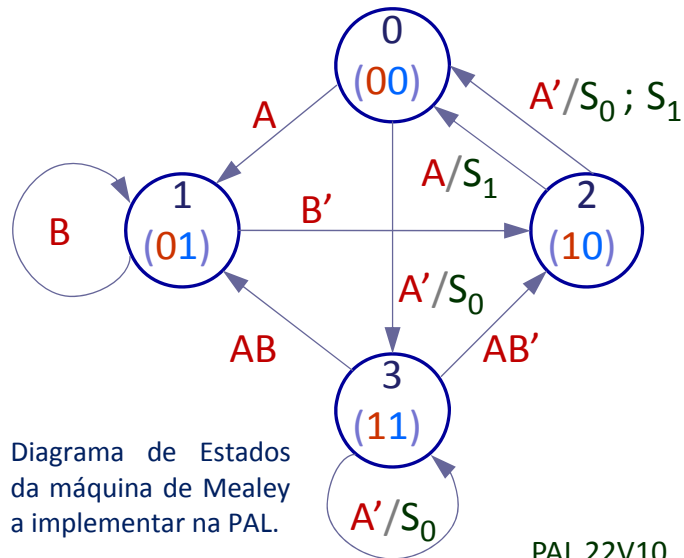 0
(00)
A’/S0 ; S1
A
A/S1
1
(01)
B
B’
2
(10)
A’/S0
AB
AB’
3
(11)
Diagrama de Estados
da máquina de Mealey
a implementar na PAL.
A’/S0
PAL 22V10